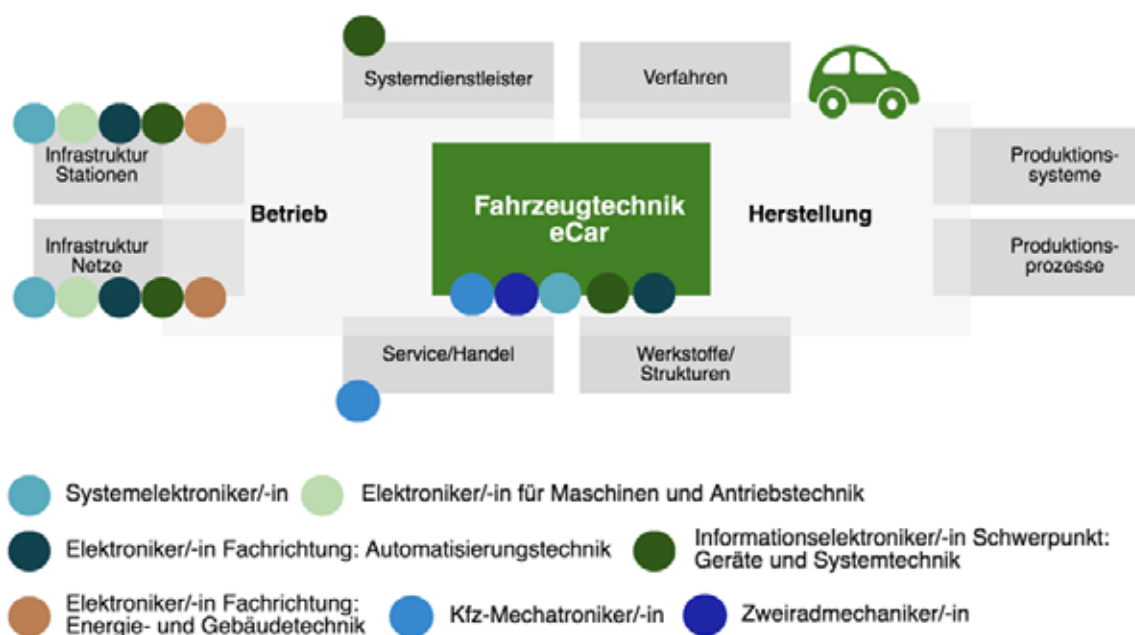 Systemdienstleister
Verfahren
Infrastruktur
Stationen
Produktions-
systeme
Betrieb
Fahrzeugtechnik
eCar
Herstellung
Infrastruktur
Netze
Produktions-
prozesse
Service/Handel
Werkstoffe/
Strukturen
Systemelektroniker/-in
Elektroniker/-in für Maschinen und Antriebstechnik
Elektroniker/-in Fachrichtung: Automatisierungstechnik
Informationselektroniker/-in Schwerpunkt:
Geräte und Systemtechnik
Elektroniker/-in Fachrichtung:
Energie- und Gebäudetechnik
Kfz-Mechatroniker/-in
Zweiradmechaniker/-in